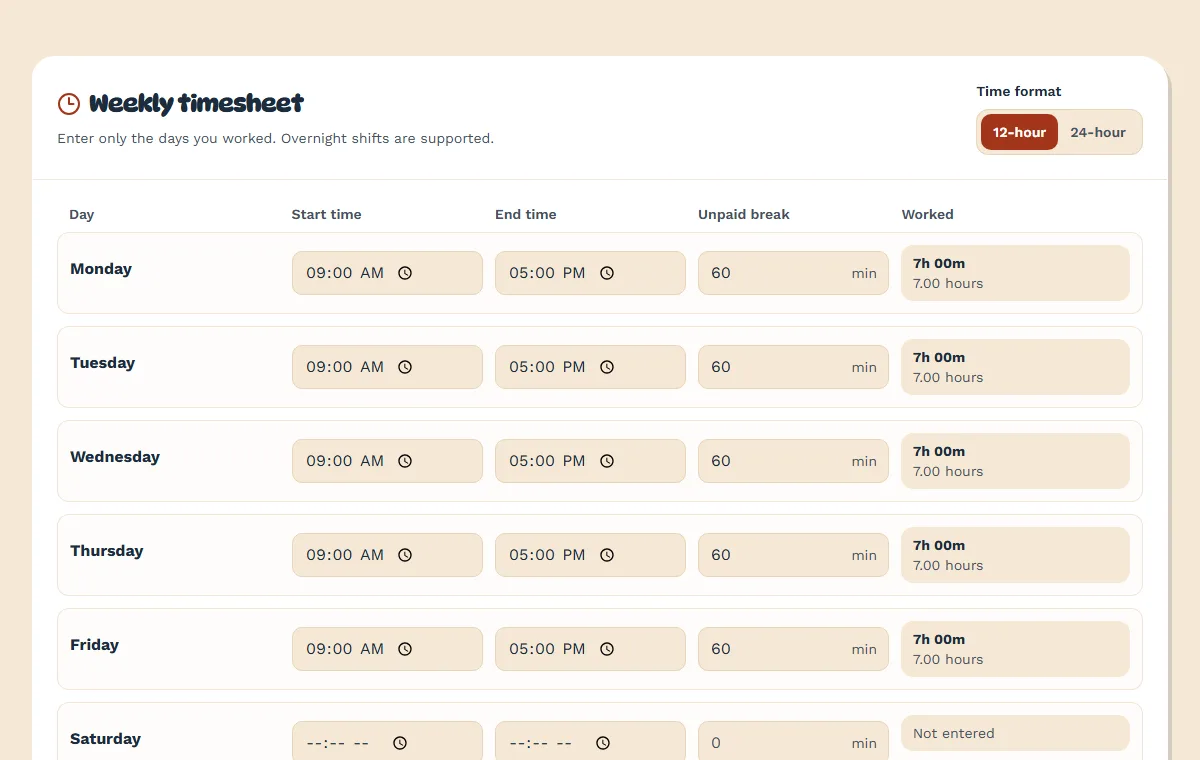 Weekly timesheet
Enter only the days you worked. Overnight shifts are supported.
Time format
12-hour 24-hour
Day Start time End time Unpaid break Worked
Monday 09:00 AM 05:00 PM 60 min 7h 00m
7.00 hours
Tuesday 09:00 AM 05:00 PM 60 min 7h 00m
7.00 hours
Wednesday 09:00 AM 05:00 PM 60 min 7h 00m
7.00 hours
Thursday 09:00 AM 05:00 PM 60 min 7h 00m
7.00 hours
Friday 09:00 AM 05:00 PM 60 min 7h 00m
7.00 hours
Saturday --:-- -- --:-- -- 0 min Not entered